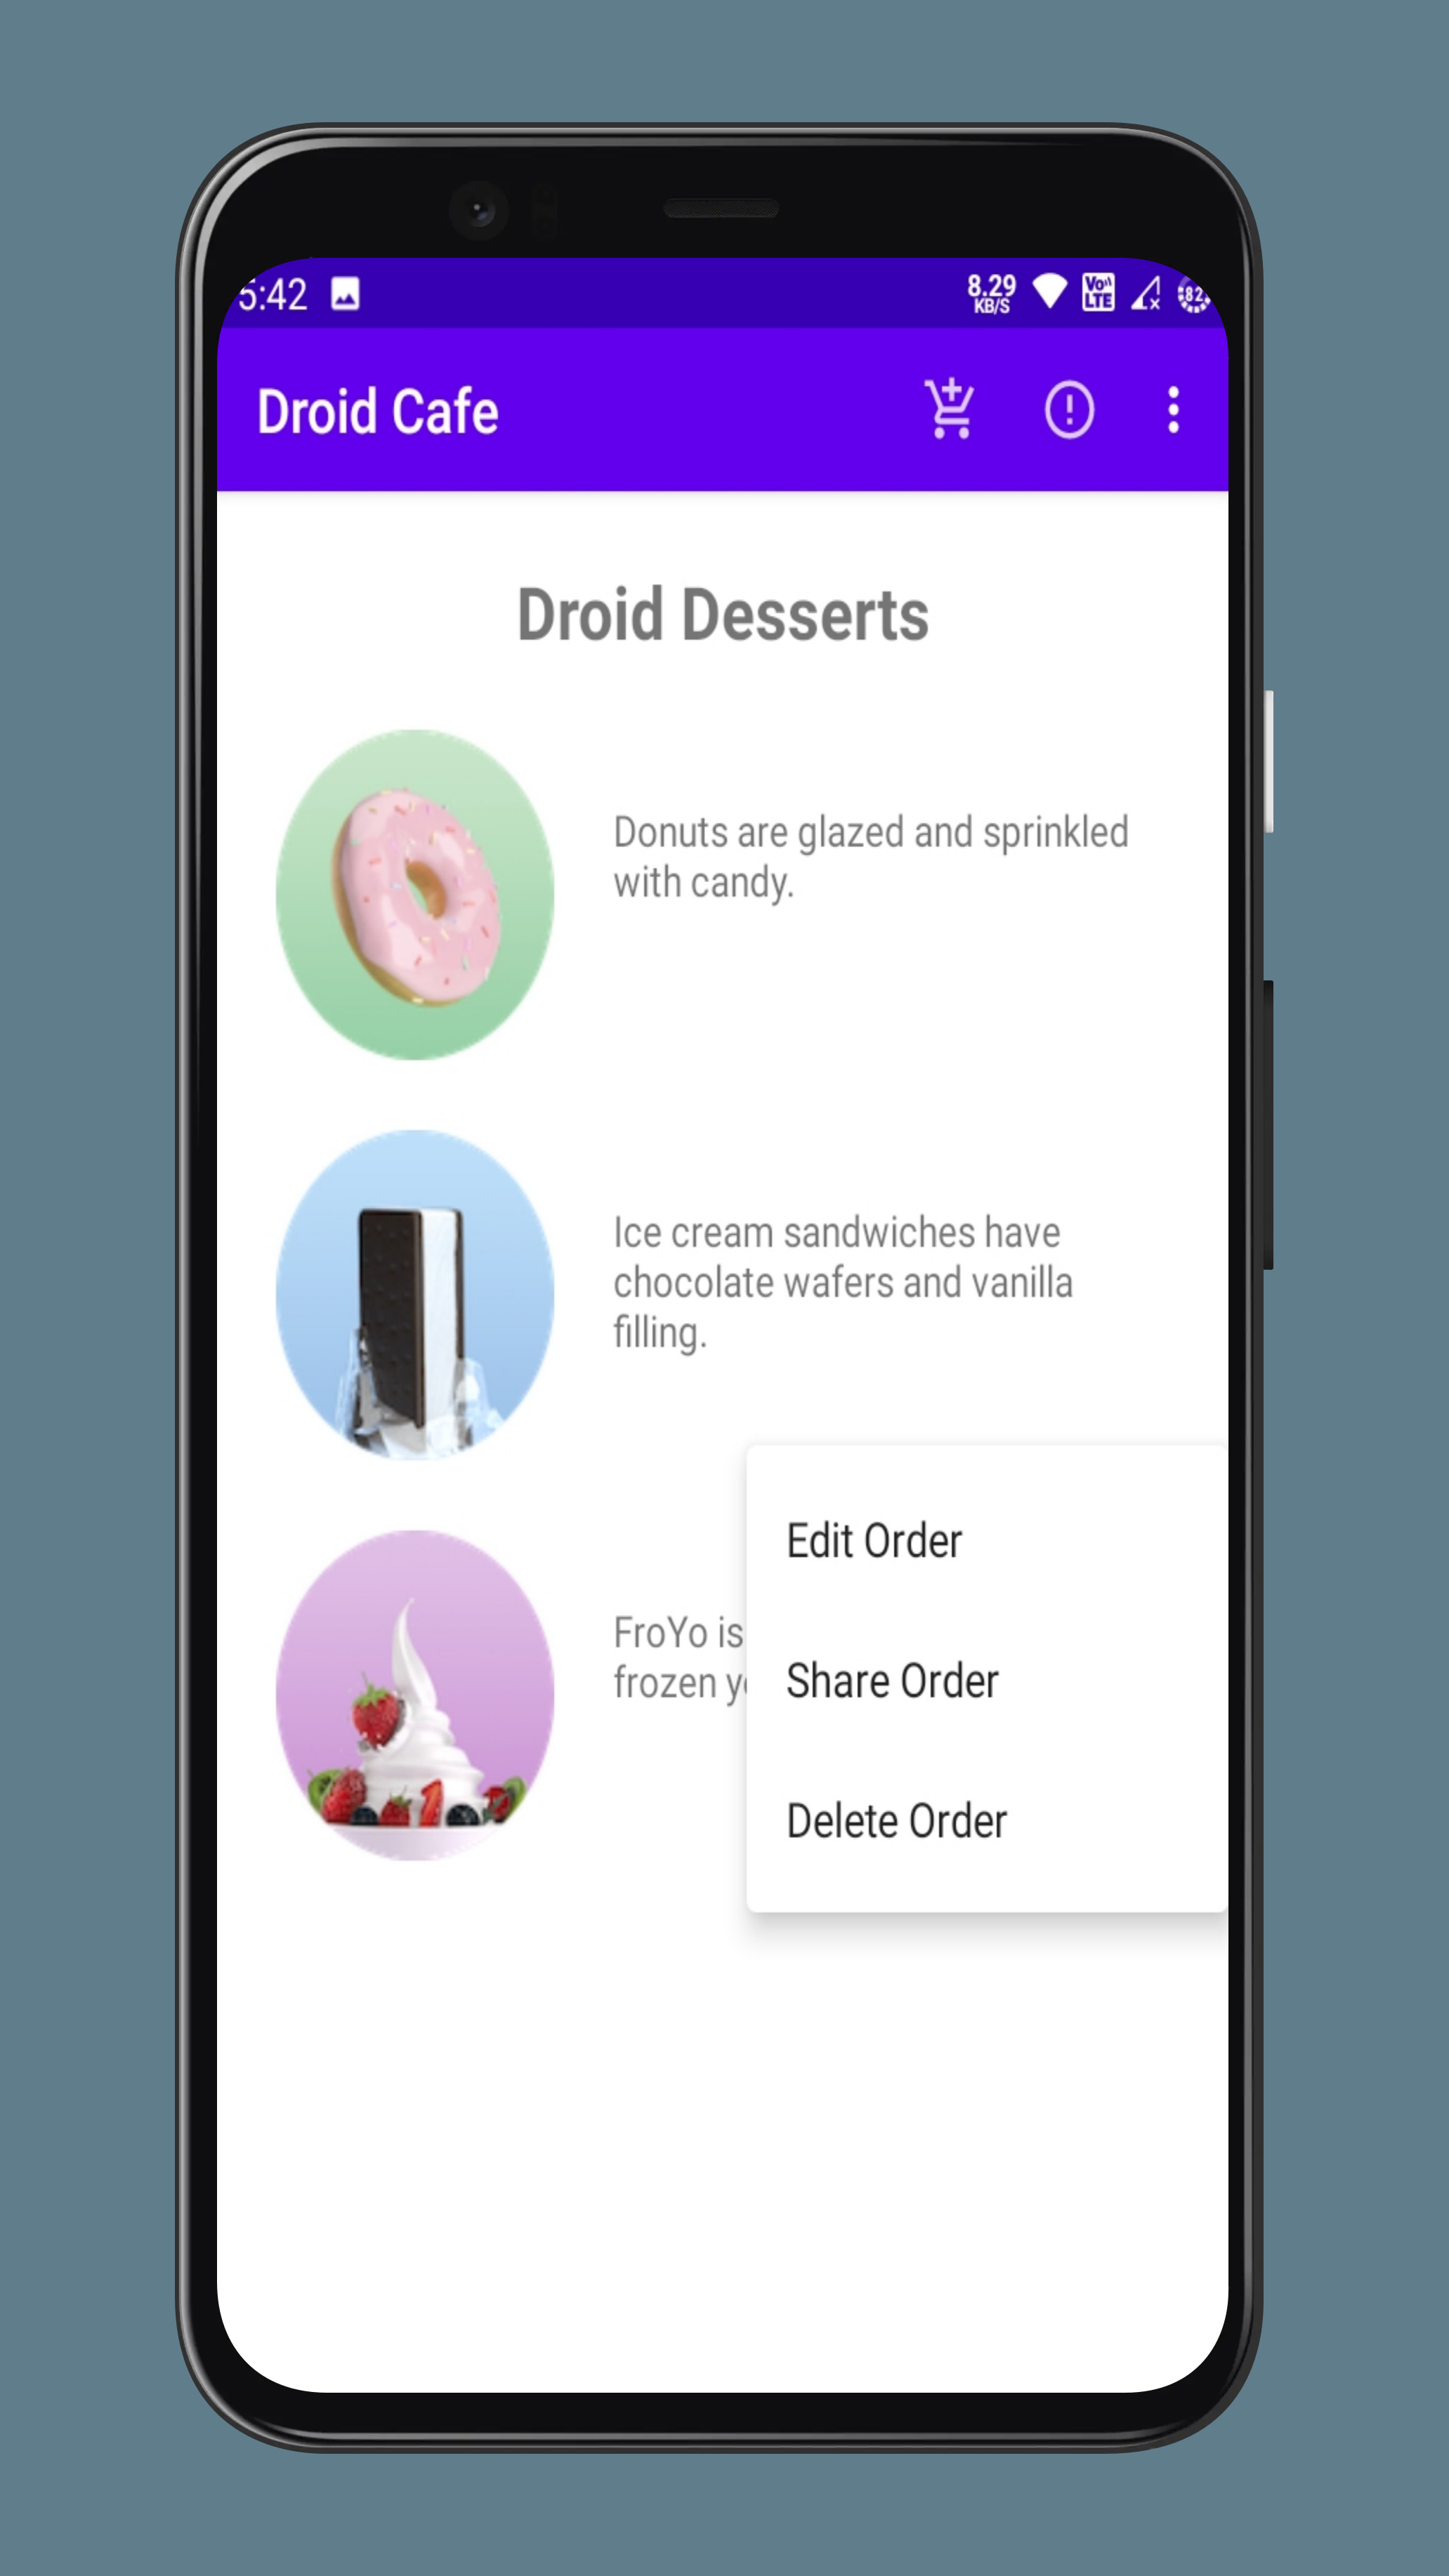 5:42
8.29
KB/S
Vo
LTE
82
Droid Cafe
Droid Desserts
Donuts are glazed and sprinkled
with candy.
Ice cream sandwiches have
chocolate wafers and vanilla
filling.
FroYo is
frozen
Edit Order
Share Order
Delete Order